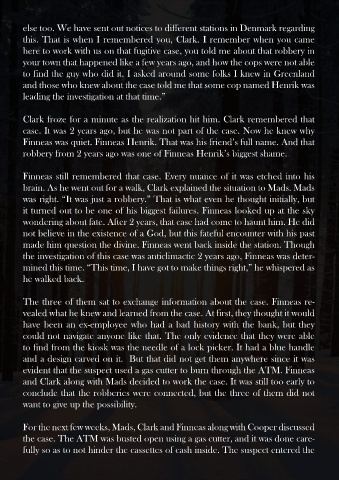 else too. We have sent out notices to different stations in Denmark regarding
this. That is when I remembered you, Clark. I remember when you came
here to work with us on that fugitive case, you told me about that robbery in
your town that happened like a few years ago, and how the cops were not able
to find the guy who did it. I asked around some folks I knew in Greenland
and those who knew about the case told me that some cop named Henrik was
leading the investigation at that time.”
Clark froze for a minute as the realization hit him. Clark remembered that
case. It was 2 years ago, but he was not part of the case. Now he knew why
Finneas was quiet. Finneas Henrik. That was his friend’s full name. And that
robbery from 2 years ago was one of Finneas Henrik’s biggest shame.
Finneas still remembered that case. Every nuance of it was etched into his
brain. As he went out for a walk, Clark explained the situation to Mads. Mads
was right. “It was just a robbery.” That is what even he thought initially, but
it turned out to be one of his biggest failures. Finneas looked up at the sky
wondering about fate. After 2 years, that case had come to haunt him. He did
not believe in the existence of a God, but this fateful encounter with his past
made him question the divine. Finneas went back inside the station. Though
the investigation of this case was anticlimactic 2 years ago, Finneas was deter-
mined this time. “This time, I have got to make things right,” he whispered as
he walked back.
The three of them sat to exchange information about the case. Finneas re-
vealed what he knew and learned from the case. At first, they thought it would
have been an ex-employee who had a bad history with the bank, but they
could not navigate anyone like that. The only evidence that they were able
to find from the kiosk was the needle of a lock picker. It had a blue handle
and a design carved on it. But that did not get them anywhere since it was
evident that the suspect used a gas cutter to burn through the ATM. Finneas
and Clark along with Mads decided to work the case. It was still too early to
conclude that the robberies were connected, but the three of them did not
want to give up the possibility.
For the next few weeks, Mads, Clark and Finneas along with Cooper discussed
the case. The ATM was busted open using a gas cutter, and it was done care-
fully so as to not hinder the cassettes of cash inside. The suspect entered the